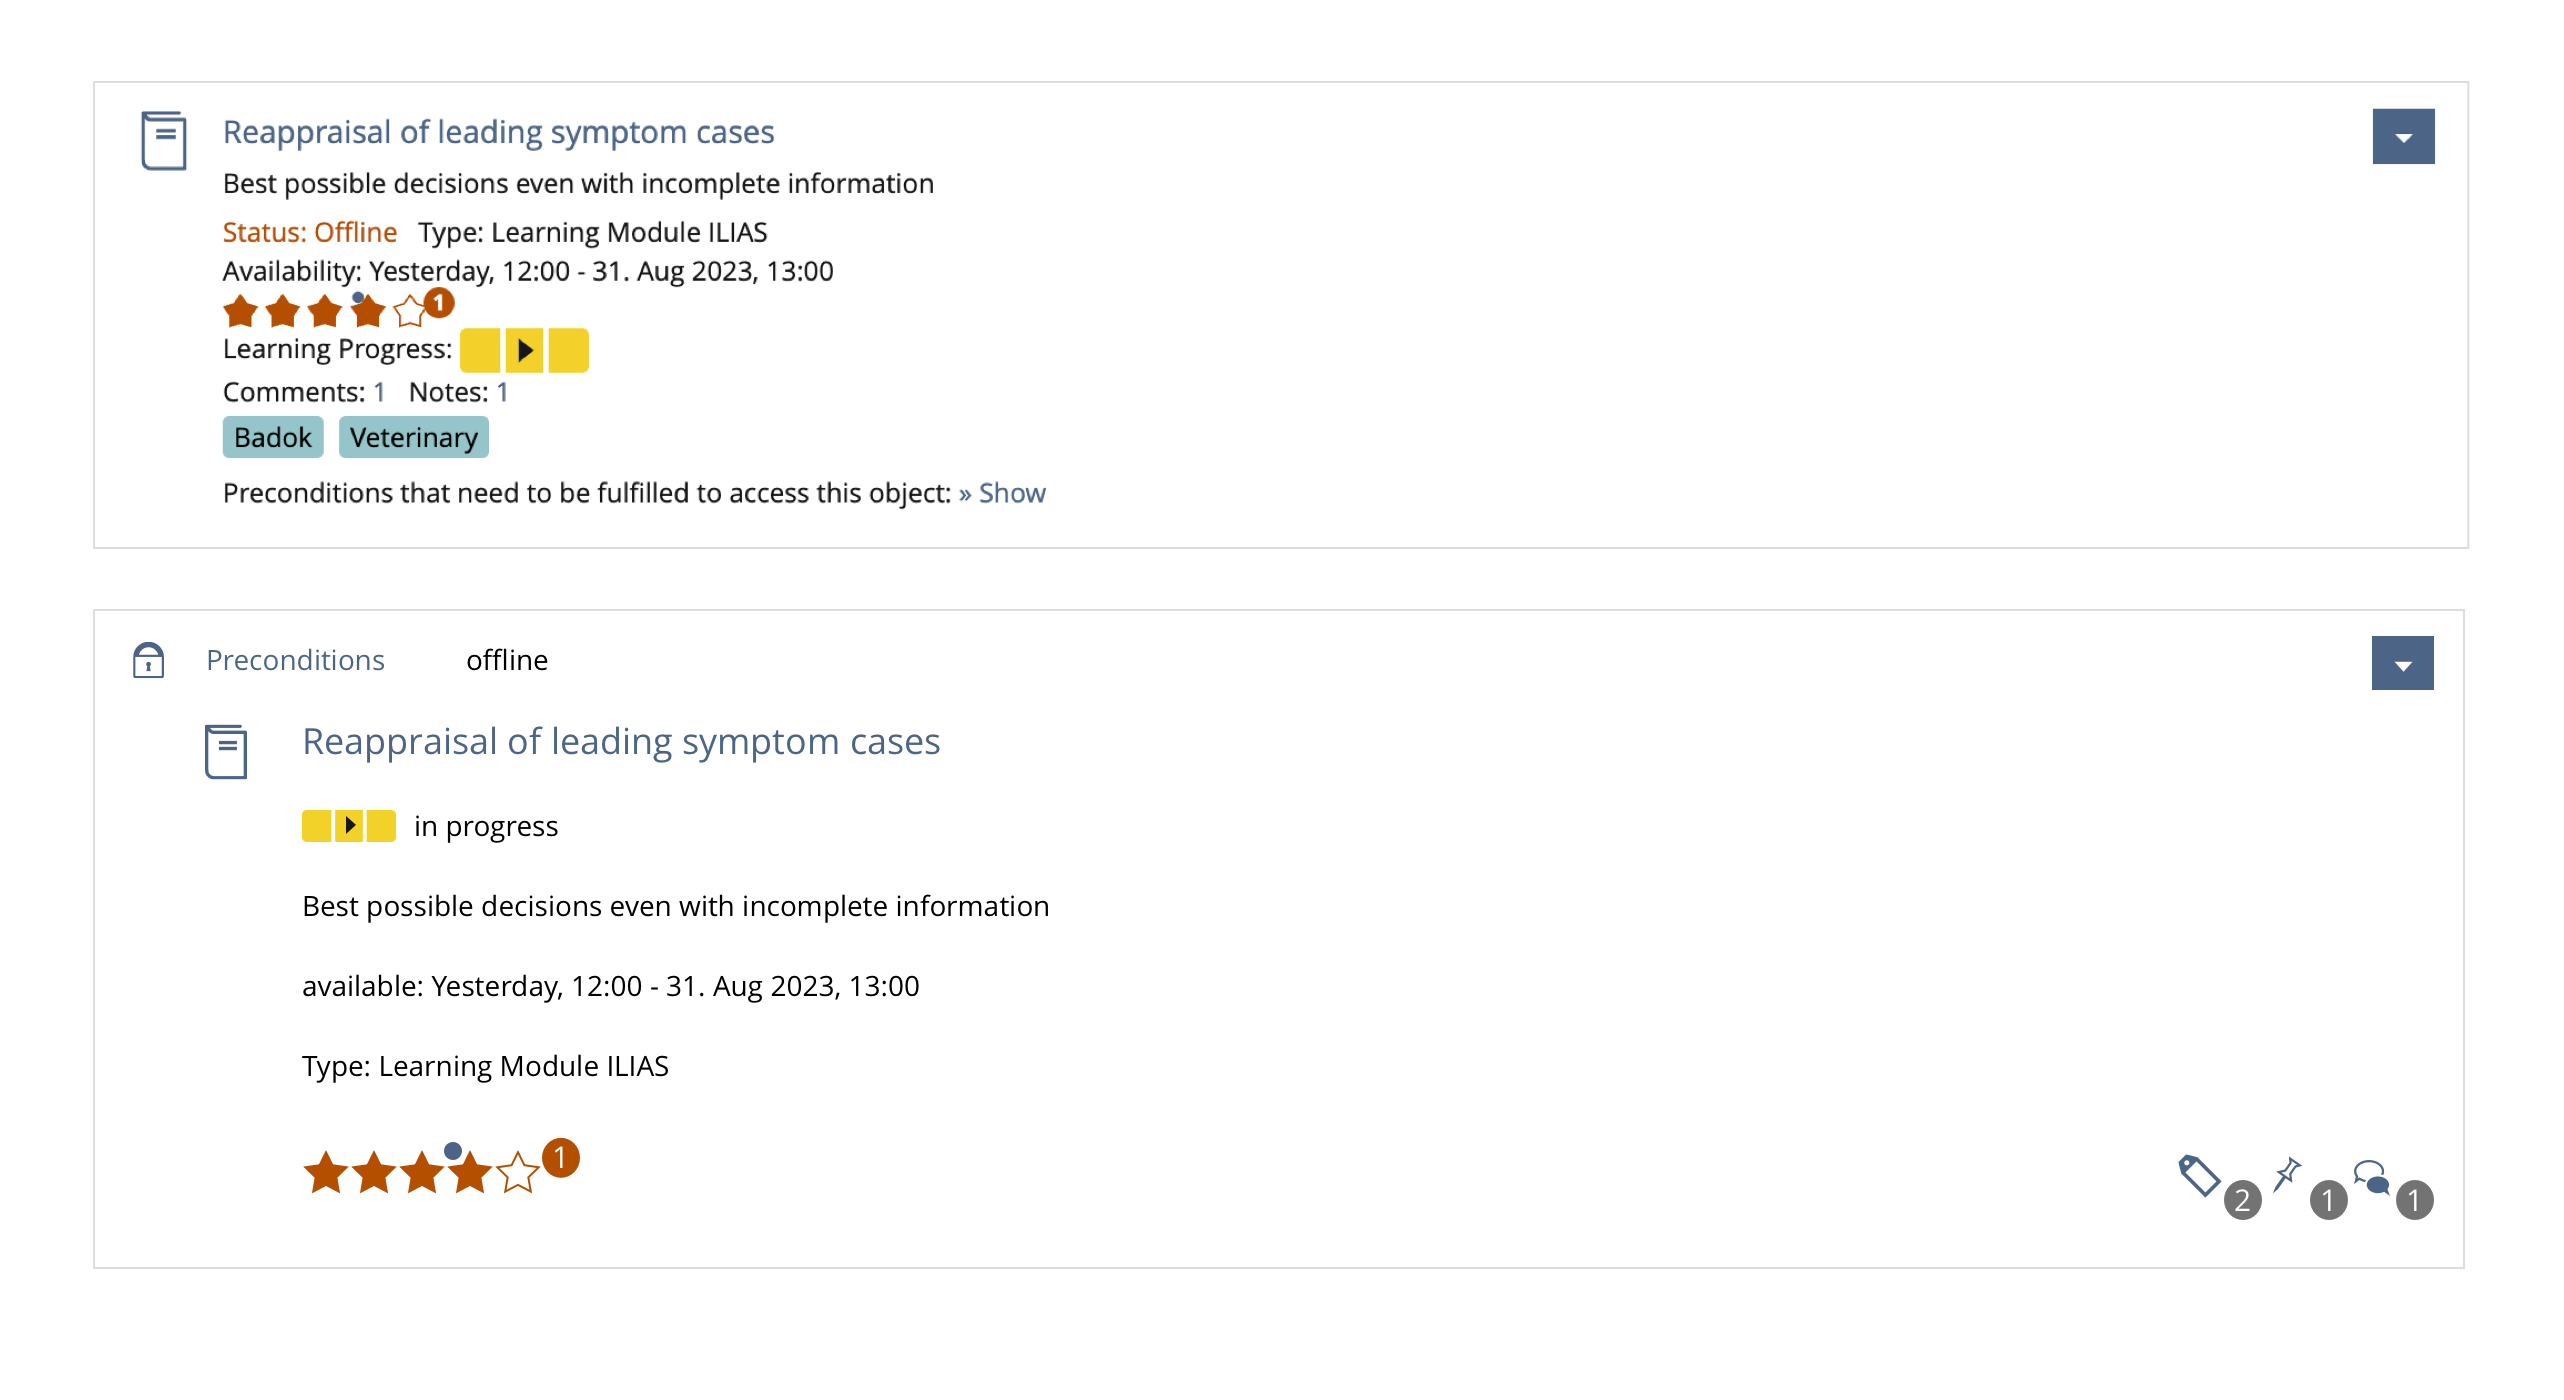 Reappraisal of leading symptom cases
Best possible decisions even with incomplete information
Status: Offline Type: Learning Module ILIAS
Availability: Yesterday, 12:00 - 31. Aug 2023, 13:00
1
Learning Progress:
Comments: 1 Notes: 1
Badok Veterinary
Preconditions that need to be fulfilled to access this object: » Show
Preconditions offline
Reappraisal of leading symptom cases
in progress
Best possible decisions even with incomplete information
available: Yesterday, 12:00 - 31. Aug 2023, 13:00
Type: Learning Module ILIAS
1
2 1 1